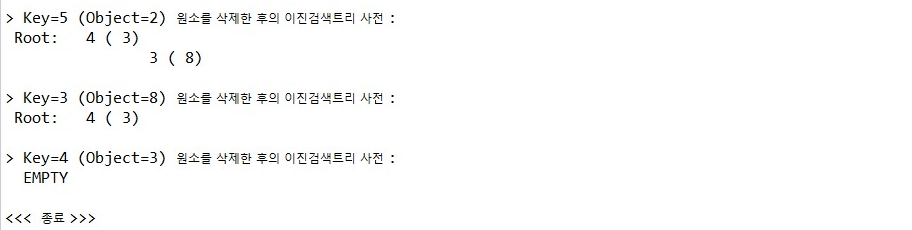 > Key=5 (Object=2) 원소를 삭제한 후의 이진검색트리 사전 :
Root: 4 ( 3)
3 ( 8)
> Key=3 (Object=8) 원소를 삭제한 후의 이진검색트리 사전 :
Root: 4 ( 3)
> Key=4 (Object=3) 원소를 삭제한 후의 이진검색트리 사전 :
EMPTY
<<< 종료 >>>